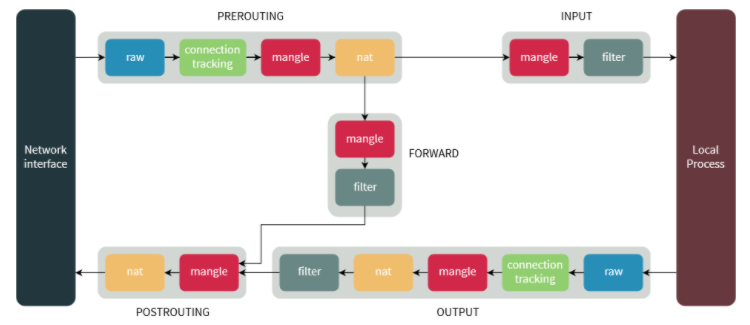 PREROUTING
INPUT
raw
connection
tracking
mangle
nat
mangle
filter
Network
interface
mangle
filter
FORWARD
Local
Process
nat
mangle
filter
nat
mangle
connection
tracking
raw
POSTROUTING
OUTPUT